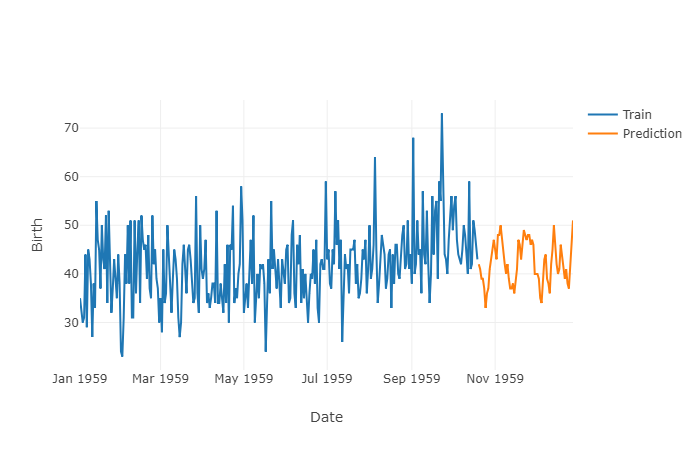 Train
Prediction
70
60
50
40
30
Birth
Jan 1959
Mar 1959
May 1959
Jul 1959
Sep 1959
Nov 1959
Date